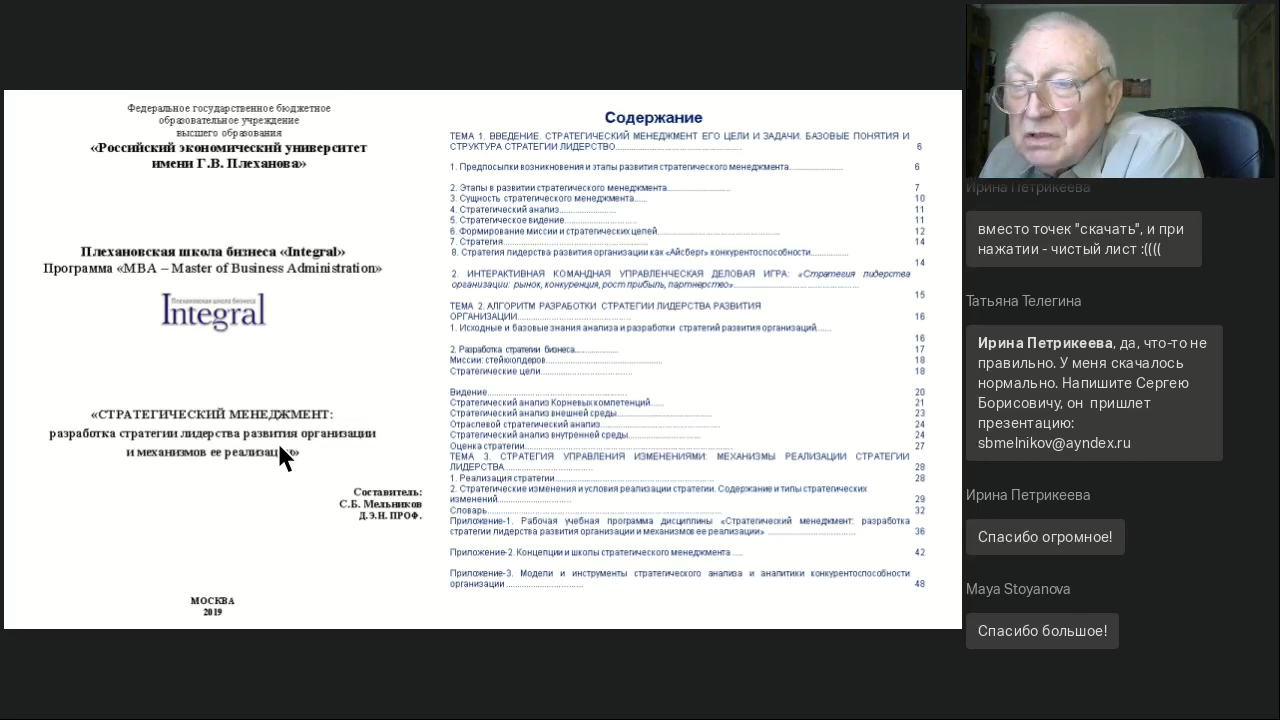 Федеральное государственное бюджетное
образовательное учреждение
высшего образования
«Российский экономический университет
имени Г.В. Плеханова»
Плехановская школа бизнеса «Integral»
Программа «MBA – Master of Business Administration»
Плехановская школа бизнеса
Integral
«СТРАТЕГИЧЕСКИЙ МЕНЕДЖМЕНТ:
разработка стратегии лидерства развития организации
и механизмов ее реализации»
Составитель:
С.Б. Мельников
Д.Э.Н. ПРОФ.
МОСКВА
2019
Содержание
ТЕМА 1. ВВЕДЕНИЕ. СТРАТЕГИЧЕСКИЙ МЕНЕДЖМЕНТ ЕГО ЦЕЛИ И ЗАДАЧИ. БАЗОВЫЕ ПОНЯТИЯ И
СТРУКТУРА СТРАТЕГИИ ЛИДЕРСТВО 6
1. Предпосылки возникновения и этапы развития стратегического менеджмента 6
2. Этапы в развитии стратегического менеджмента 7
3. Сущность стратегического менеджмента 10
4. Стратегический анализ 11
5. Стратегическое видение 11
6. Формирование миссии и стратегических целей 12
7. Стратегия 14
8. Стратегия лидерства развития организации как «Айсберг» конкурентоспособности
14
2. ИНТЕРАКТИВНАЯ КОМАНДНАЯ УПРАВЛЕНЧЕСКАЯ ДЕЛОВАЯ ИГРА: «Стратегия лидерства
организации: рынок, конкуренция, рост прибыль, партнерство»
15
ТЕМА 2. АЛГОРИТМ РАЗРАБОТКИ СТРАТЕГИИ ЛИДЕРСТВА РАЗВИТИЯ
ОРГАНИЗАЦИИ 16
1. Исходные и базовые знания анализа и разработки стратегий развития организаций
16
2. Разработка стратегии бизнеса 17
Миссии: стейкхолдеров 18
Стратегические цели 18
Видение 20
Стратегический анализ Корневых компетенций 21
Стратегический анализ внешней среды 23
Отраслевой стратегический анализ 24
Стратегический анализ внутренней среды 24
Оценка стратегии 27
ТЕМА 3. СТРАТЕГИЯ УПРАВЛЕНИЯ ИЗМЕНЕНИЯМИ: МЕХАНИЗМЫ РЕАЛИЗАЦИИ СТРАТЕГИИ
ЛИДЕРСТВА 28
1. Реализация стратегии 28
2. Стратегические изменения и условия реализации стратегии. Содержание и типы стратегических
изменений 29
Словарь 32
Приложение-1. Рабочая учебная программа дисциплины «Стратегический менеджмент: разработка
стратегии лидерства развития организации и механизмов ее реализации» 36
Приложение-2. Концепции и школы стратегического менеджмента 42
Приложение-3. Модели и инструменты стратегического анализа и аналитики конкурентоспособности
организации 48
Ирина Петрикеева
вместо точек "скачать", и при
нажатии - чистый лист :((((
Татьяна Телегина
Ирина Петрикеева, да, что-то не
правильно. У меня скачалось
нормально. Напишите Сергею
Борисовичу, он пришлет
презентацию:
sbmelnikov@ayndex.ru
Ирина Петрикеева
Спасибо огромное!
Maya Stoyanova
Спасибо большое!